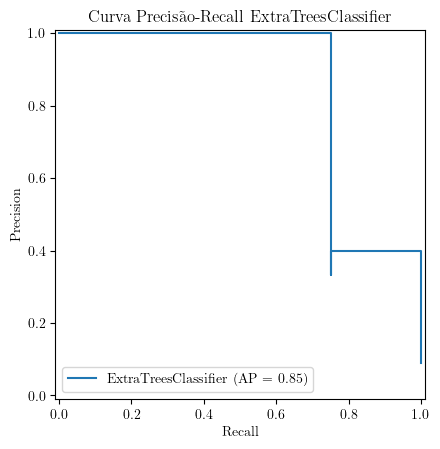 Curva Precisão-Recall ExtraTreesClassifier
1.0
0.8
0.6
0.4
0.2
0.0
Precision
ExtraTreesClassifier (AP = 0.85)
0.0 0.2 0.4 0.6 0.8 1.0
Recall